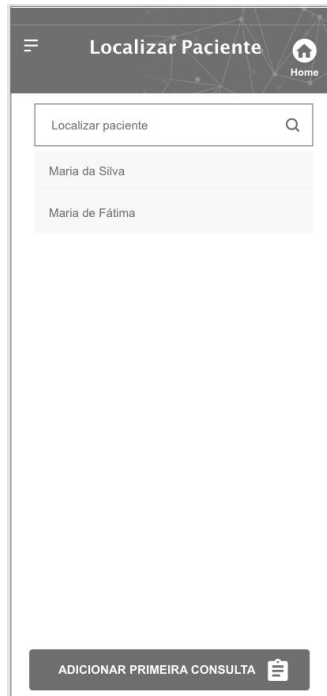 Localizar Paciente
Home
Localizar paciente
Maria da Silva
Maria de Fátima
ADICIONAR PRIMEIRA CONSULTA